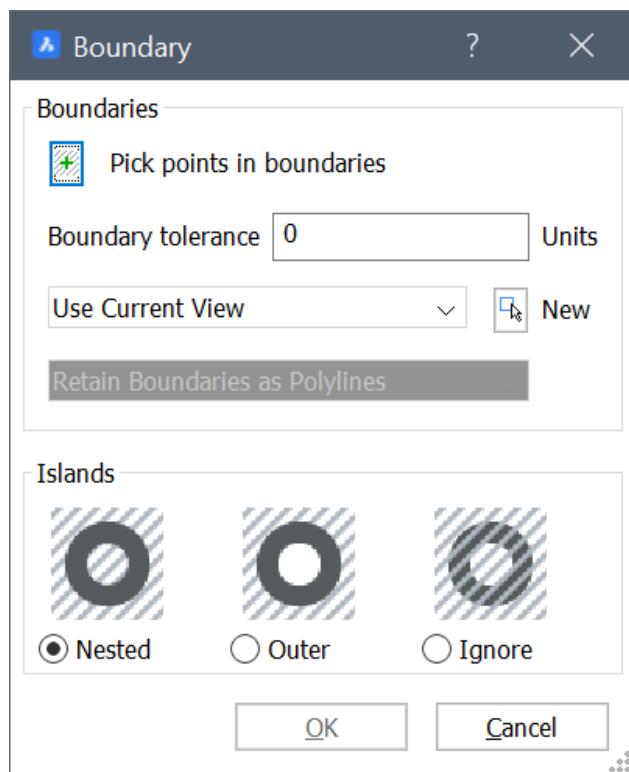 Boundary ?
Boundaries
Pick points in boundaries
Boundary tolerance 0 Units
Use Current View New
Retain Boundaries as Polylines
Islands
Nested Outer Ignore
OK Cancel